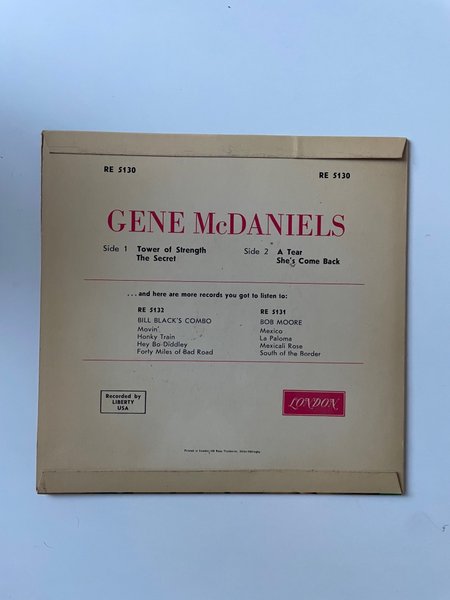 RE 5130
RE 5130
GENE McDANIELS
Side 1 Tower of Strength
The Secret
Side 2 A Tear
She's Come Back
...and here are more records you got to listen to:
RE 5132
BILL BLACK'S COMBO
Movin'
Honky Train
Hey Bo Diddley
Forty Miles of Bad Road
RE 5131
BOB MOORE
Mexico
La Paloma
Mexicali Rose
South of the Border
Recorded by
LIBERTY
USA
LONDON
Printed in Sweden